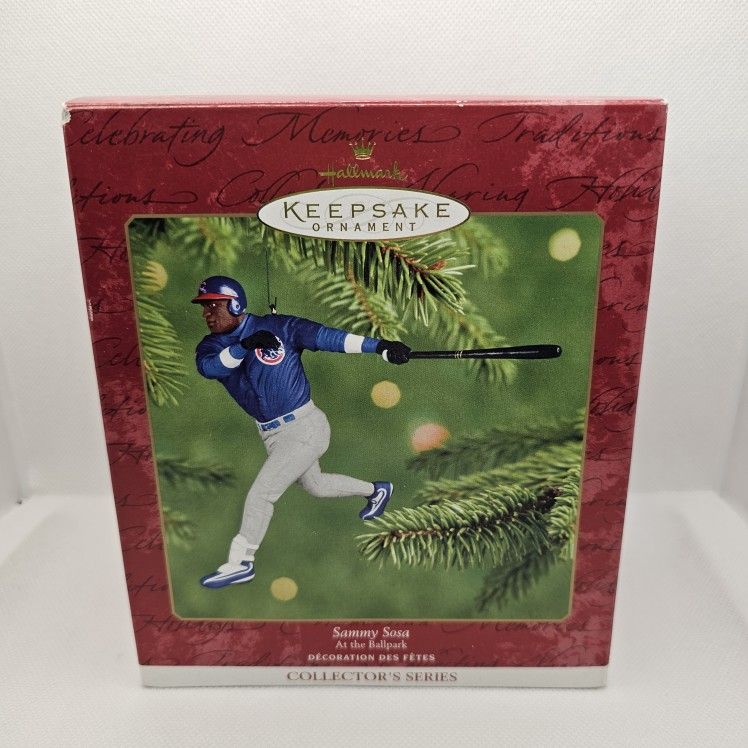 Celebrating Memories Traditions
Hallmark
KEEPSAKE
ORNAMENT
Sammy Sosa
At the Ballpark
DÉCORATION DES FÊTES
COLLECTOR'S SERIES